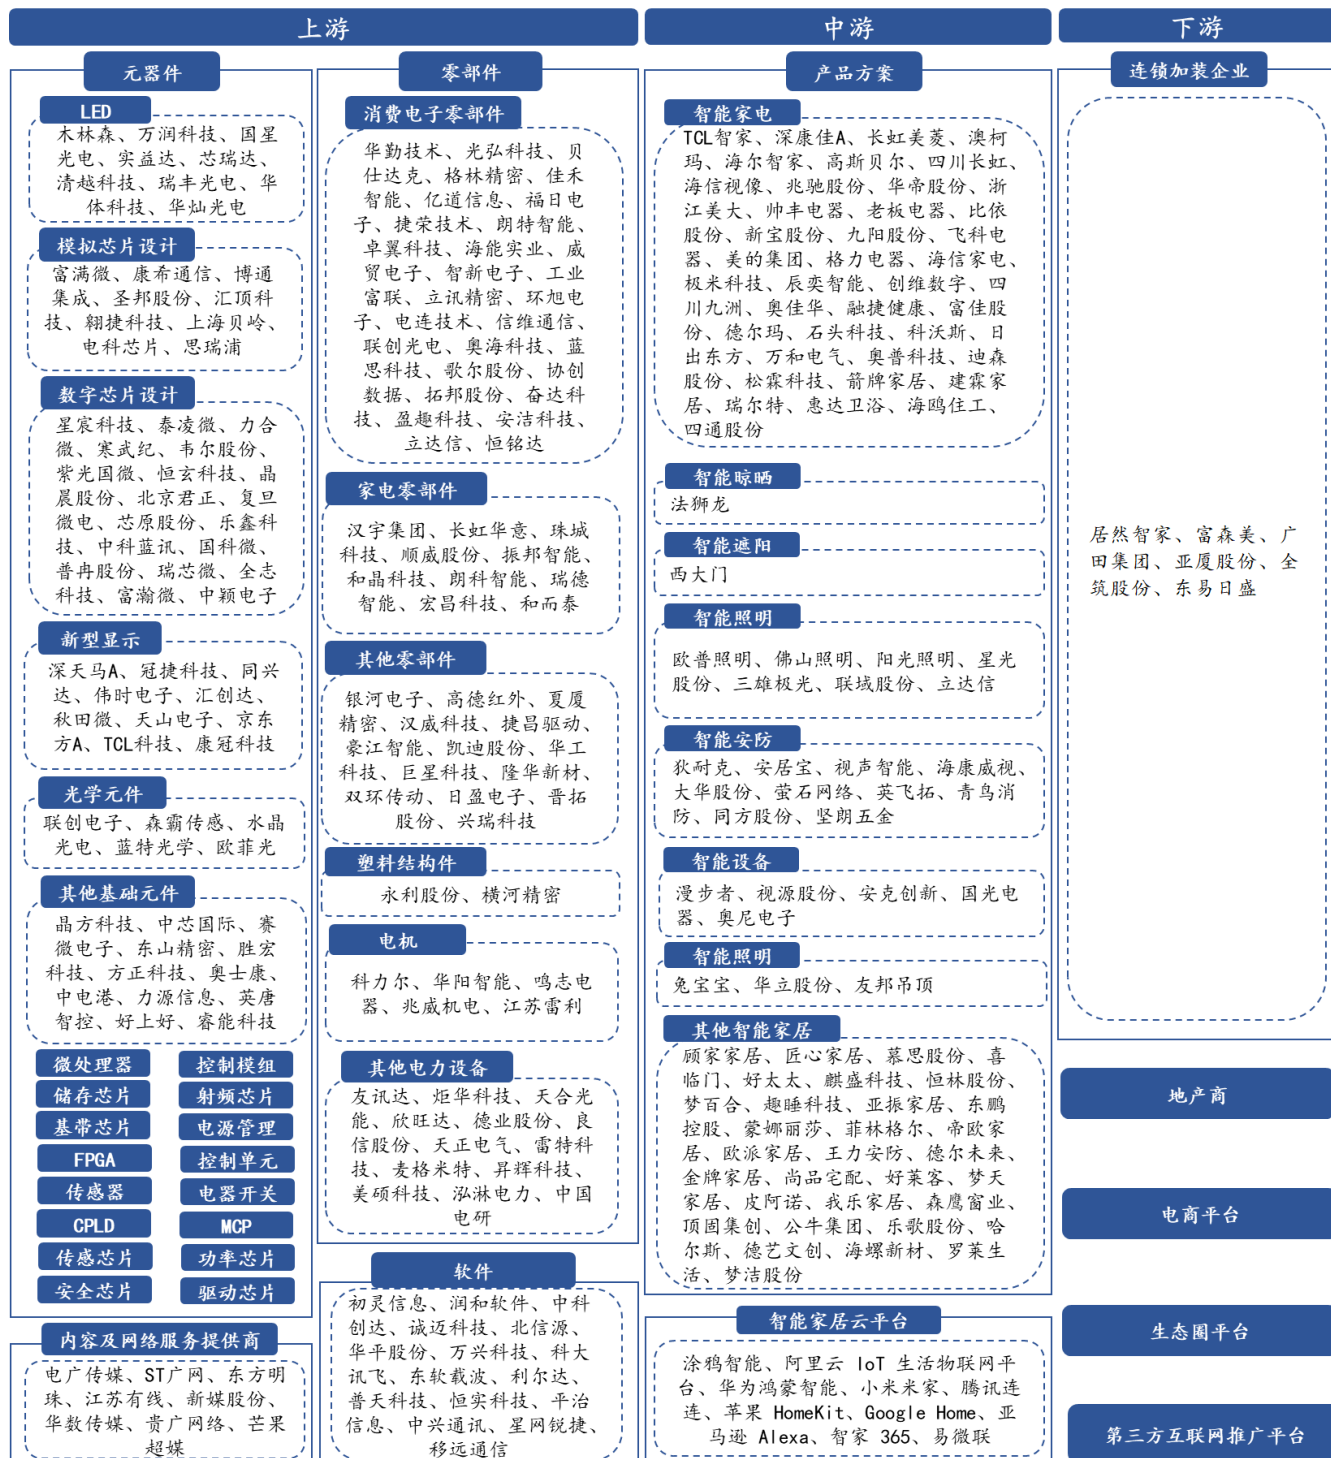 上游
元器件
LED
木林森、万润科技、国星
光电、实益达、芯瑞达、
清越科技、瑞丰光电、华
体科技、华灿光电
模拟芯片设计
富满微、康希通信、博通
集成、圣邦股份、汇顶科
技、翱捷科技、上海贝岭、
电科芯片、思瑞浦
数字芯片设计
星宸科技、泰凌微、力合
微、寒武纪、韦尔股份、
紫光国微、恒玄科技、晶
晨股份、北京君正、复旦
微电、芯原股份、乐鑫科
技、中科蓝讯、国科微、
普冉股份、瑞芯微、全志
科技、富瀚微、中颖电子
新型显示
深天马A、冠捷科技、同兴
达、伟时电子、汇创达、
秋田微、天山电子、京东
方A、TCL科技、康冠科技
光学元件
联创电子、森霸传感、水晶
光电、蓝特光学、欧菲光
其他基础元件
晶方科技、中芯国际、赛
微电子、东山精密、胜宏
科技、方正科技、奥士康、
中电港、力源信息、英唐
智控、好上好、睿能科技
微处理器
控制模组
储存芯片
射频芯片
基带芯片
电源管理
FPGA
控制单元
传感器
电器开关
CPLD
MCP
传感芯片
功率芯片
安全芯片
驱动芯片
内容及网络服务提供商
电广传媒、ST广网、东方明
珠、江苏有线、新媒股份、
华数传媒、贵广网络、芒果
超媒
零部件
消费电子零部件
华勤技术、光弘科技、贝
仕达克、格林精密、佳禾
智能、亿道信息、福日电
子、捷荣技术、朗特智能、
卓翼科技、海能实业、威
贸电子、智新电子、工业
富联、立讯精密、环旭电
子、电连技术、信维通信、
联创光电、奥海科技、蓝
思科技、歌尔股份、协创
数据、拓邦股份、奋达科
技、盈趣科技、安洁科技、
立达信、恒铭达
家电零部件
汉宇集团、长虹华意、珠城
科技、顺威股份、振邦智能、
和晶科技、朗科智能、瑞德
智能、宏昌科技、和而泰
其他零部件
银河电子、高德红外、夏厦
精密、汉威科技、捷昌驱动、
豪江智能、凯迪股份、华工
科技、巨星科技、隆华新材、
双环传动、日盈电子、晋拓
股份、兴瑞科技
塑料结构件
永利股份、横河精密
电机
科力尔、华阳智能、鸣志电
器、兆威机电、江苏雷利
其他电力设备
友讯达、炬华科技、天合光
能、欣旺达、德业股份、良
信股份、天正电气、雷特科
技、麦格米特、昇辉科技、
美硕科技、泓淋电力、中国
电研
软件
初灵信息、润和软件、中科
创达、诚迈科技、北信源、
华平股份、万兴科技、科大
讯飞、东软载波、利尔达、
普天科技、恒实科技、平治
信息、中兴通讯、星网锐捷、
移远通信
中游
产品方案
智能家电
TCL智家、深康佳A、长虹美菱、澳柯
玛、海尔智家、高斯贝尔、四川长虹、
海信视像、兆驰股份、华帝股份、浙
江美大、帅丰电器、老板电器、比依
股份、新宝股份、九阳股份、飞科电
器、美的集团、格力电器、海信家电、
极米科技、辰奕智能、创维数字、四
川九洲、奥佳华、融捷健康、富佳股
份、德尔玛、石头科技、科沃斯、日
出东方、万和电气、奥普科技、迪森
股份、松霖科技、箭牌家居、建霖家
居、瑞尔特、惠达卫浴、海鸥住工、
四通股份
智能晾晒
法狮龙
智能遮阳
西大门
智能照明
欧普照明、佛山照明、阳光照明、星光
股份、三雄极光、联域股份、立达信
智能安防
狄耐克、安居宝、视声智能、海康威视、
大华股份、萤石网络、英飞拓、青鸟消
防、同方股份、坚朗五金
智能设备
漫步者、视源股份、安克创新、国光电
器、奥尼电子
智能照明
兔宝宝、华立股份、友邦吊顶
其他智能家居
顾家家居、匠心家居、慕思股份、喜
临门、好太太、麒盛科技、恒林股份、
梦百合、趣睡科技、亚振家居、东鹏
控股、蒙娜丽莎、菲林格尔、帝欧家
居、欧派家居、王力安防、德尔未来、
金牌家居、尚品宅配、好莱客、梦天
家居、皮阿诺、我乐家居、森鹰窗业、
顶固集创、公牛集团、乐歌股份、哈
尔斯、德艺文创、海螺新材、罗莱生
活、梦洁股份
智能家居云平台
涂鸦智能、阿里云 IoT 生活物联网平
台、华为鸿蒙智能、小米米家、腾讯连
连、苹果 HomeKit、Google Home、亚
马逊 Alexa、智家 365、易微联
下游
连锁加装企业
居然智家、富森美、广
田集团、亚厦股份、全
筑股份、东易日盛
地产商
电商平台
生态圈平台
第三方互联网推广平台